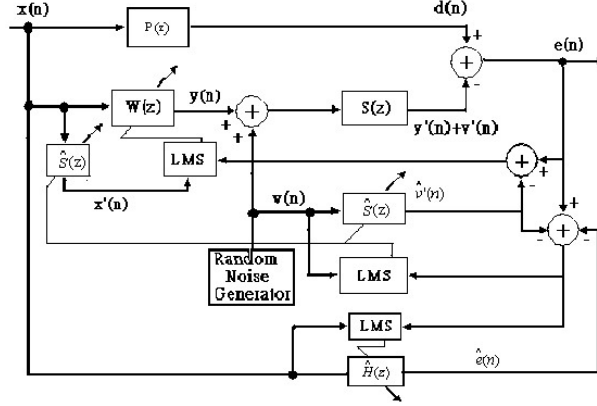 x(n)
d(n)
P(z)
e(n)
+
-
+
W(z)
y(n)
+
+
+
S(z)
y'(n)+v'(n)
Ŝ(z)
LMS
x'(n)
+
+
-
v̂'(n)
v(n)
Ŝ(z)
+
+
-
-
Random
Noise
Generator
LMS
LMS
Ĥ(z)
ê(n)